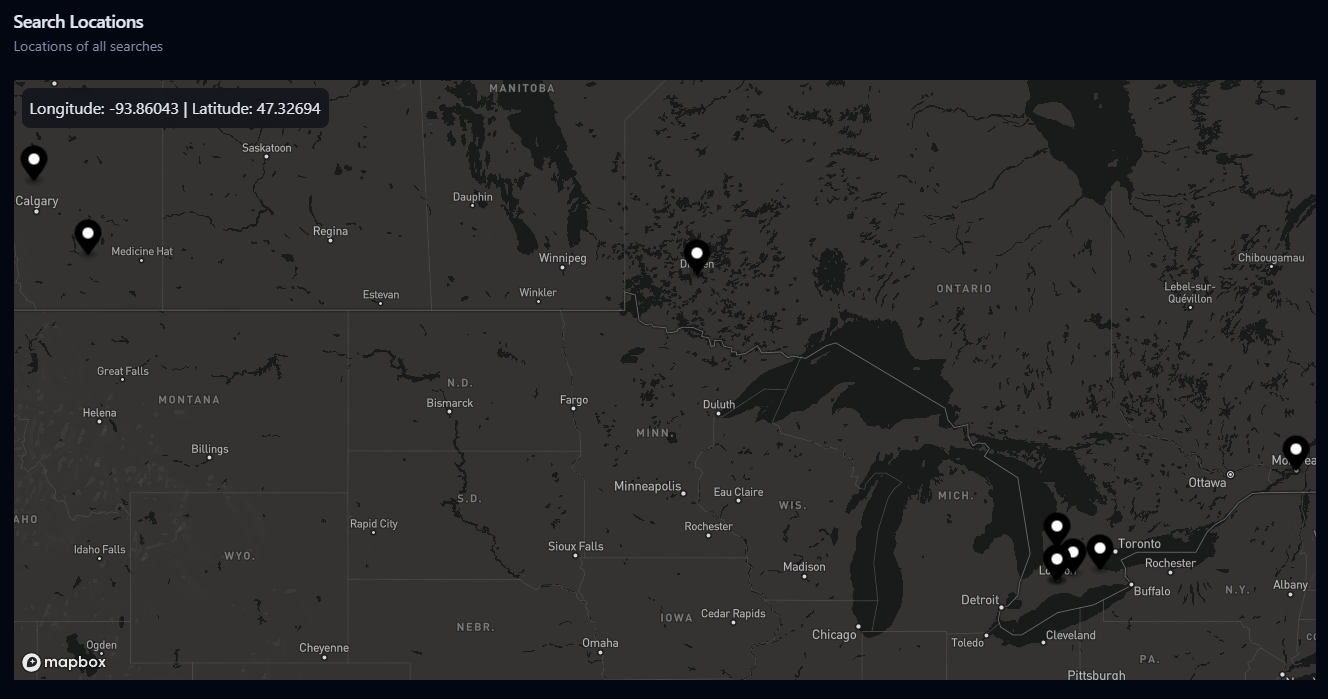 Search Locations
Locations of all searches
Longitude: -93.86043 | Latitude: 47.32694
MANITOBA
Saskatoon
Dauphin
Calgary
Regina
Medicine Hat
Winnipeg
Chibougamau
ONTARIO
Lebel-sur-
Quévillon
Estevan
Winkler
Great Falls
N.D.
MONTANA
Fargo
Bismarck
Duluth
Helena
MINN.
Billings
Ottawa
Minneapolis
Eau Claire
MICH.
S.D.
WIS.
AHO
Rapid City
Rochester
Toronto
Sioux Falls
Idaho Falls
WYO.
Madison
Rochester
Albany
N.Y.
Buffalo
Detroit
Cedar Rapids
IOWA
NEBR.
Chicago
Cleveland
Toledo
Omaha
Ogden
Cheyenne
PA.
mapbox
Pittsburgh